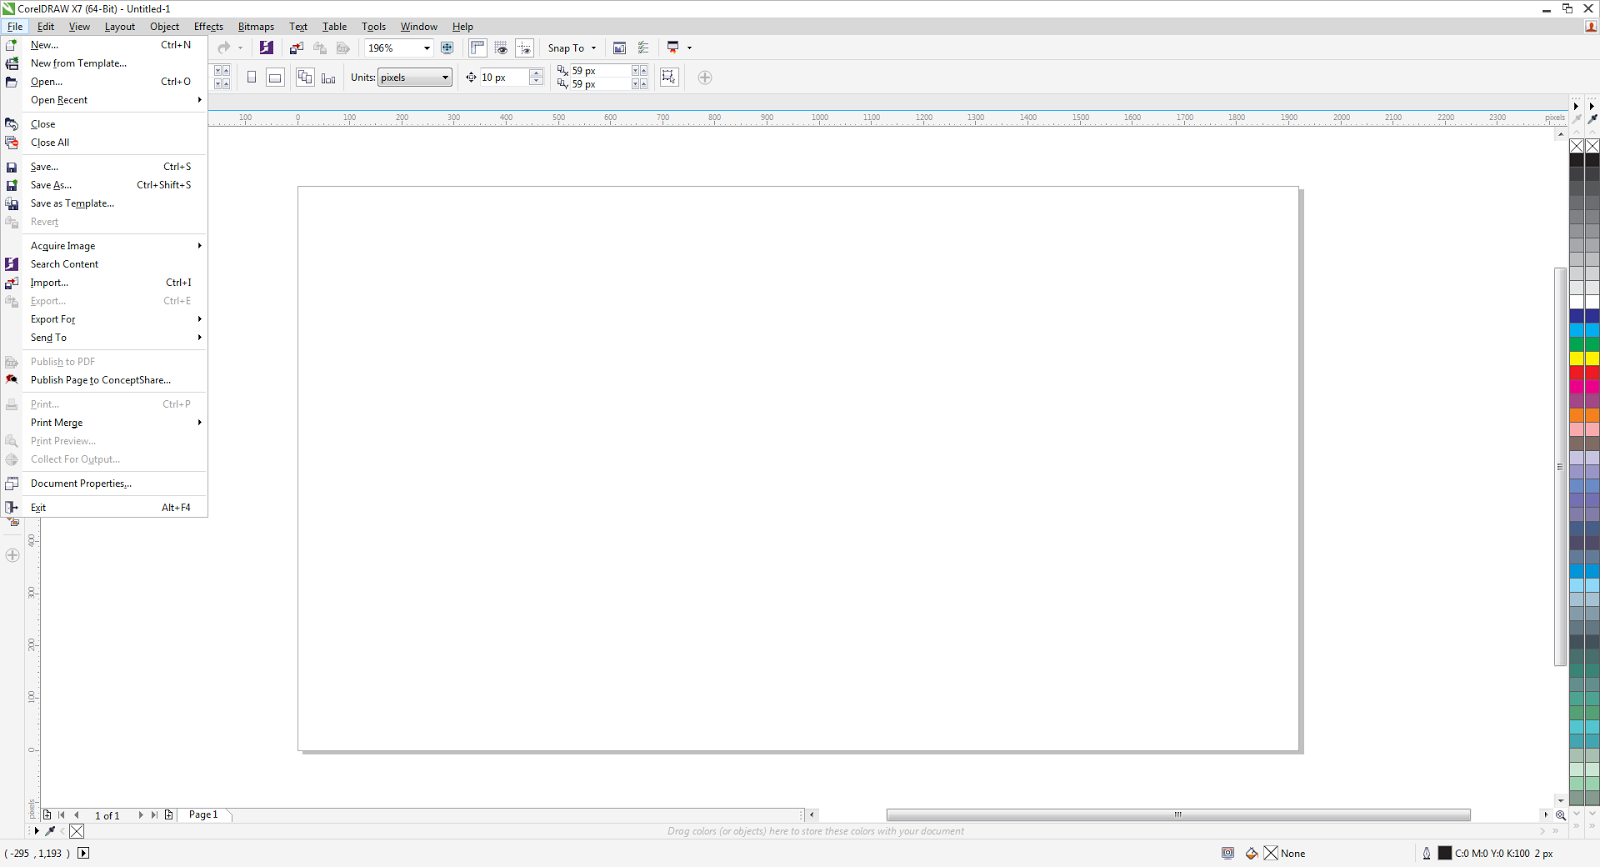 CorelDRAW X7 (64-Bit) - Untitled-1
File Edit View Layout Object Effects Bitmaps Text Table Tools Window Help
New... Ctrl+N
New from Template...
Open... Ctrl+O
Open Recent
Close
Close All
Save... Ctrl+S
Save As... Ctrl+Shift+S
Save as Template...
Revert
Acquire Image
Search Content
Import... Ctrl+I
Export... Ctrl+E
Export For
Send To
Publish to PDF
Publish Page to ConceptShare...
Print... Ctrl+P
Print Merge
Print Preview...
Collect For Output...
Document Properties...
Exit Alt+F4
196% Snap To
Units: pixels 10 px 59 px
59 px
100 0 100 200 300 400 500 600 700 800 900 1000 1100 1200 1300 1400 1500 1600 1700 1800 1900 2000 2100 2200 2300 pixels
400
300
200
100
0
pixels
1 of 1 Page 1
Drag colors (or objects) here to store these colors with your document
( -295 , 1,193 ) None C:0 M:0 Y:0 K:100 2 px